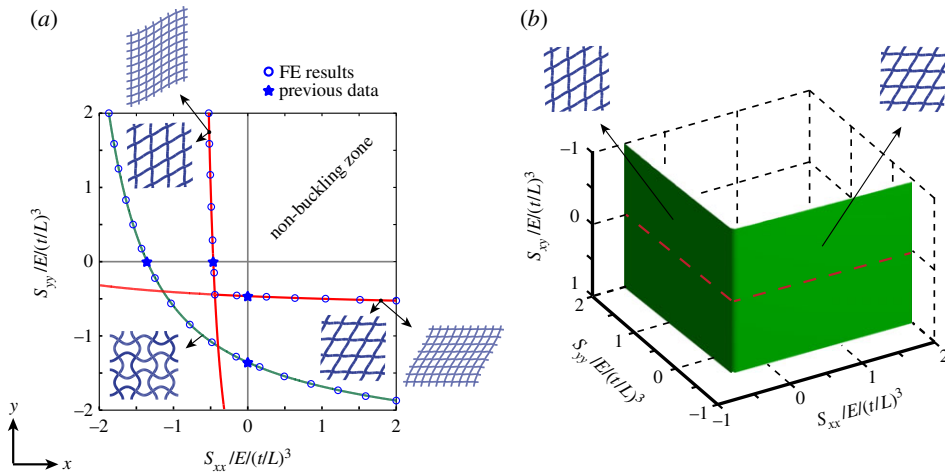 (a)
FE results
previous data
non-buckling zone
2
1
0
−1
−2
S_yy/E/(t/L)^3
−2
−1
0
1
2
S_xx/E/(t/L)^3
y
x
(b)
−1
0
1
S_xy/E/(t/L)^3
2
1
0
−1
S_yy/E/(t/L)^3
−1
0
1
2
S_xx/E/(t/L)^3